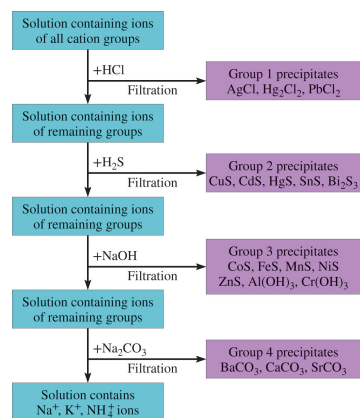 Solution containing ions
of all cation groups
+HCl
Filtration
Group 1 precipitates
AgCl, Hg₂Cl₂, PbCl₂
Solution containing ions
of remaining groups
+H₂S
Filtration
Group 2 precipitates
CuS, CdS, HgS, SnS, Bi₂S₃
Solution containing ions
of remaining groups
+NaOH
Filtration
Group 3 precipitates
CoS, FeS, MnS, NiS
ZnS, Al(OH)₃, Cr(OH)₃
Solution containing ions
of remaining groups
+Na₂CO₃
Filtration
Group 4 precipitates
BaCO₃, CaCO₃, SrCO₃
Solution contains
Na⁺, K⁺, NH₄⁺ ions